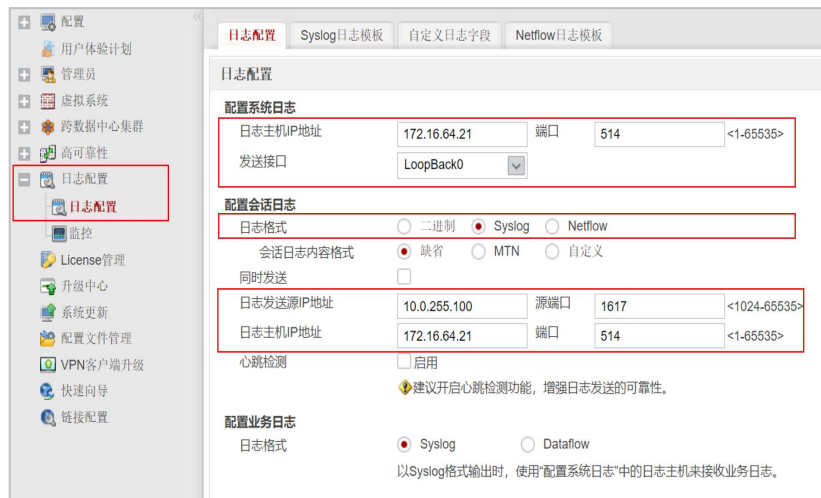 配置
用户体验计划
管理员
虚拟系统
跨数据中心集群
高可靠性
日志配置
日志配置
监控
License管理
升级中心
系统更新
配置文件管理
VPN客户端升级
快速向导
链接配置
日志配置 Syslog日志模板 自定义日志字段 Netflow日志模板
日志配置
配置系统日志
日志主机IP地址 172.16.64.21 端口 514 <1-65535>
发送接口 LoopBack0
配置会话日志
日志格式 二进制 Syslog Netflow
会话日志内容格式 缺省 MTN 自定义
同时发送
日志发送源IP地址 10.0.255.100 源端口 1617 <1024-65535>
日志主机IP地址 172.16.64.21 端口 514 <1-65535>
心跳检测 启用
建议开启心跳检测功能，增强日志发送的可靠性。
配置业务日志
日志格式 Syslog Dataflow
以Syslog格式输出时，使用“配置系统日志”中的日志主机来接收业务日志。